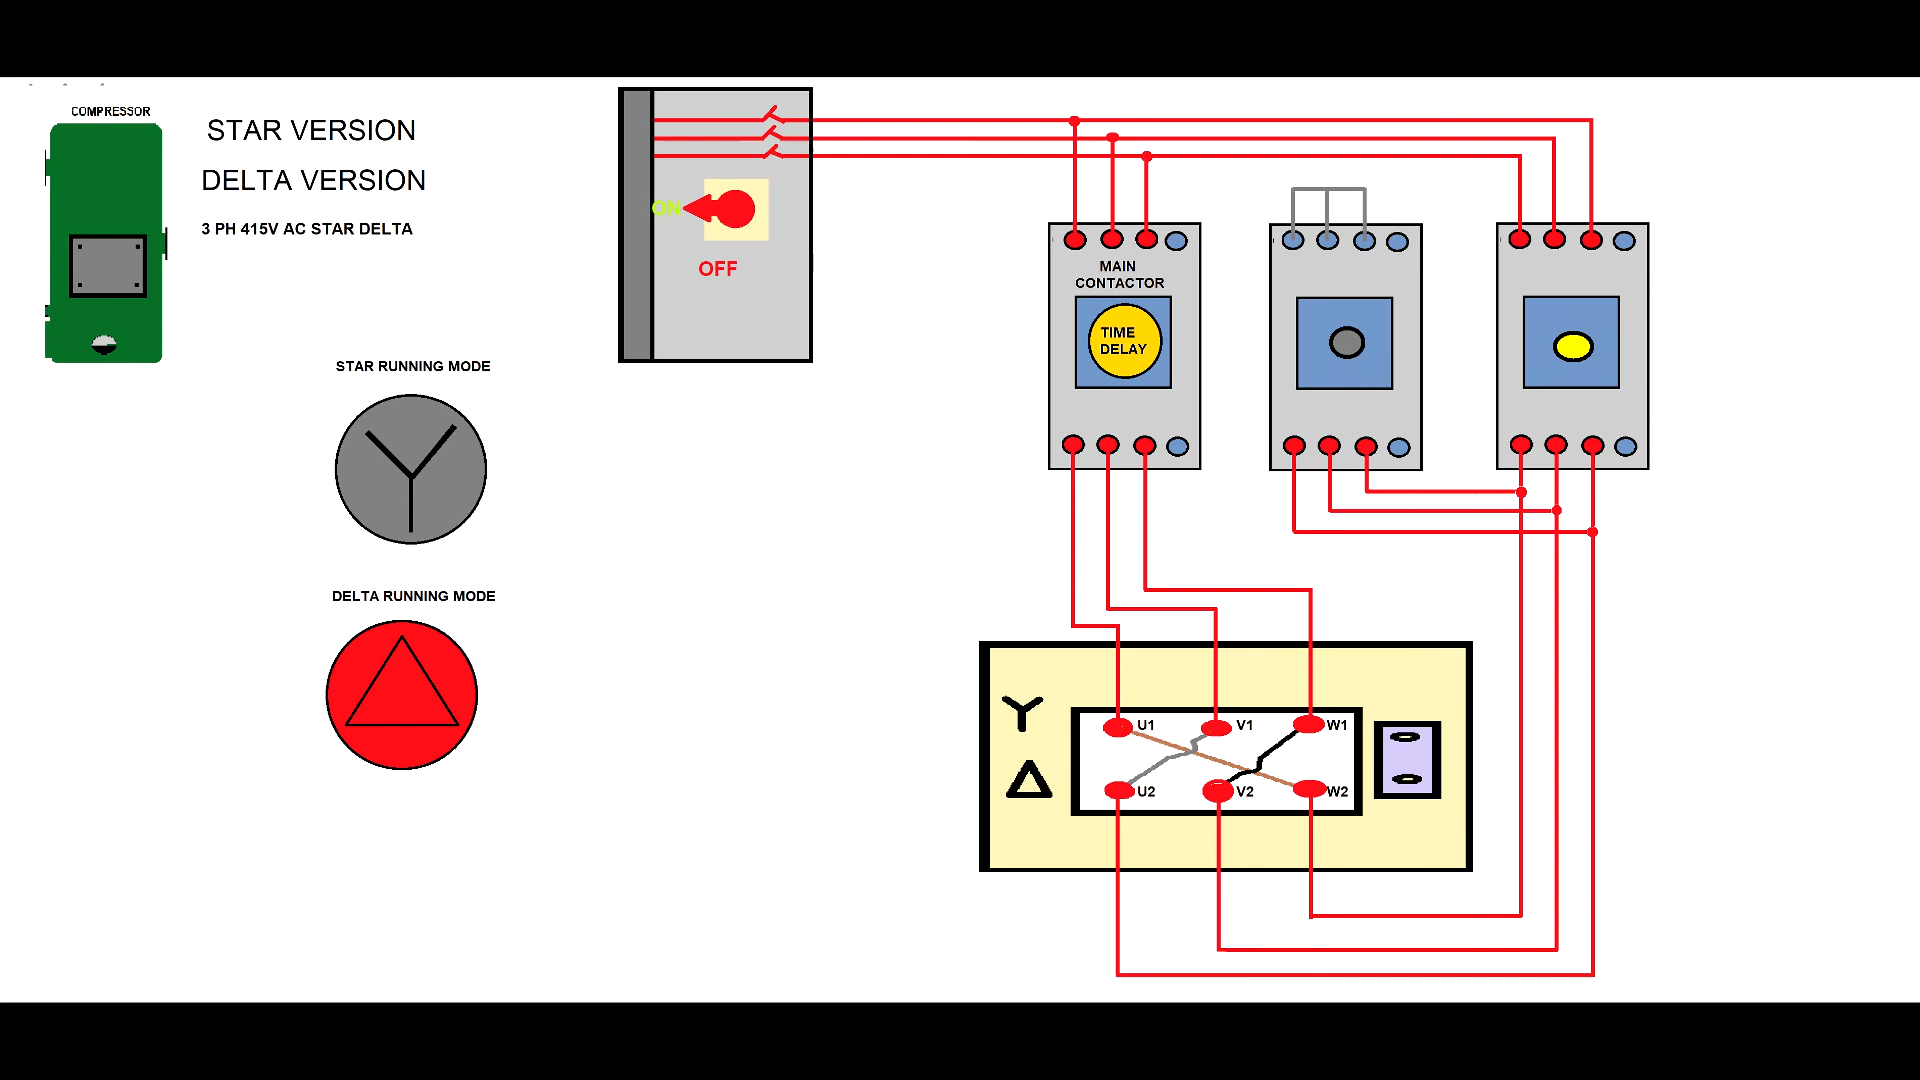 COMPRESSOR
STAR VERSION
DELTA VERSION
3 PH 415V AC STAR DELTA
ON
OFF
STAR RUNNING MODE
DELTA RUNNING MODE
MAIN
CONTACTOR
TIME
DELAY
U1
V1
W1
U2
V2
W2